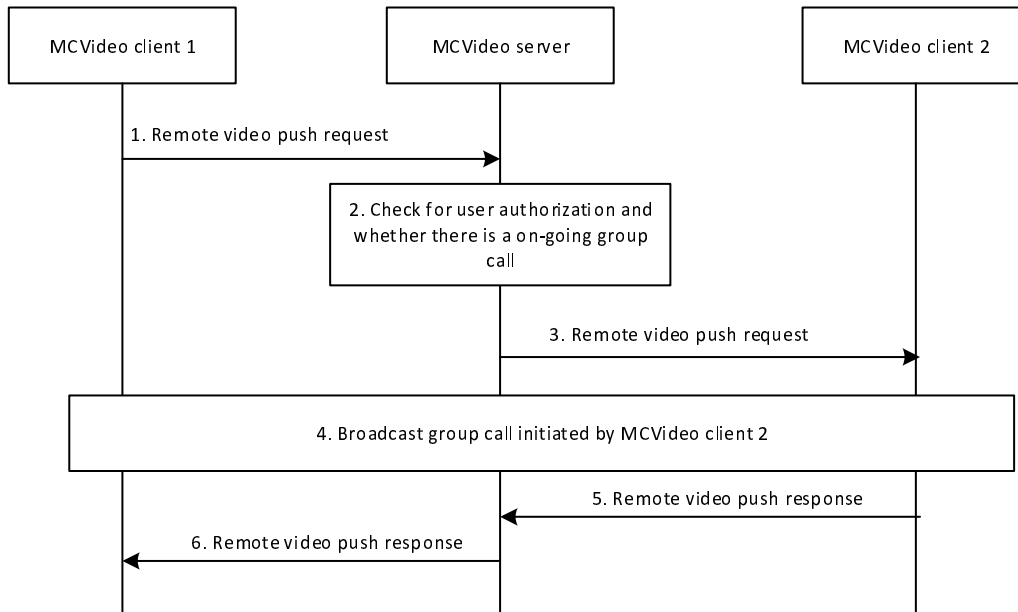 MCVideo client 1
MCVideo server
MCVideo client 2
1. Remote video push request
2. Check for user authorization and
whether there is a on-going group
call
3. Remote video push request
4. Broadcast group call initiated by MCVideo client 2
5. Remote video push response
6. Remote video push response